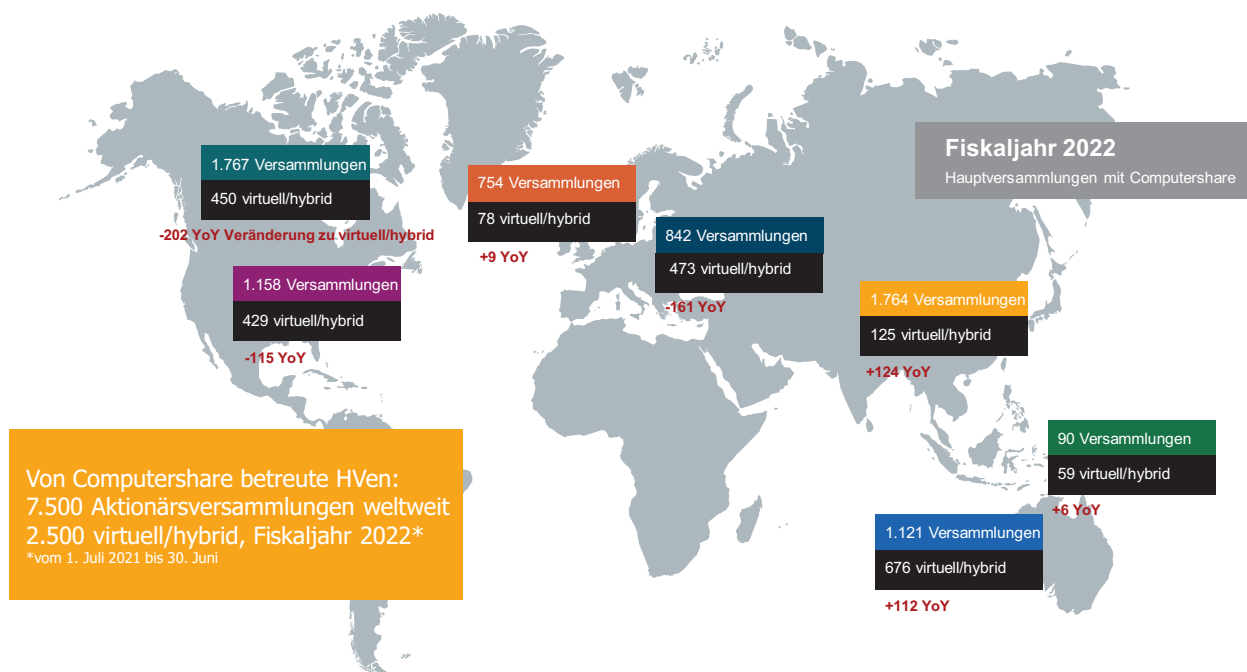 Fiskaljahr 2022
Hauptversammlungen mit Computershare
1.767 Versammlungen
450 virtuell/hybrid
-202 YoY Veränderung zu virtuell/hybrid
1.158 Versammlungen
429 virtuell/hybrid
-115 YoY
754 Versammlungen
78 virtuell/hybrid
+9 YoY
842 Versammlungen
473 virtuell/hybrid
-161 YoY
1.764 Versammlungen
125 virtuell/hybrid
+124 YoY
90 Versammlungen
59 virtuell/hybrid
+6 YoY
1.121 Versammlungen
676 virtuell/hybrid
+112 YoY
Von Computershare betreute HVen:
7.500 Aktionärsversammlungen weltweit
2.500 virtuell/hybrid, Fiskaljahr 2022*
*vom 1. Juli 2021 bis 30. Juni